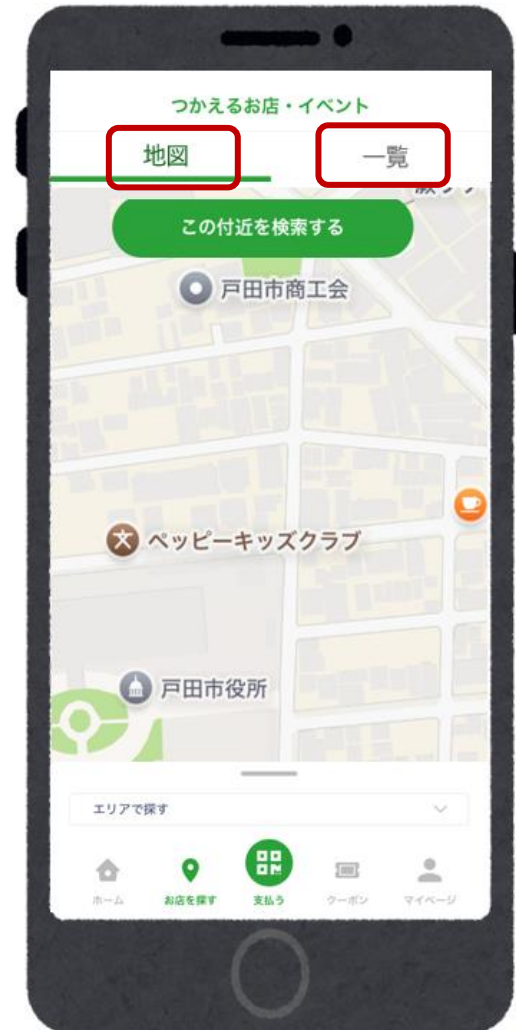 つかえるお店・イベント
地図
一覧
この付近を検索する
戸田市商工会
ペッピーキッズクラブ
戸田市役所
エリアで探す
ホーム
お店を探す
支払う
クーポン
マイページ